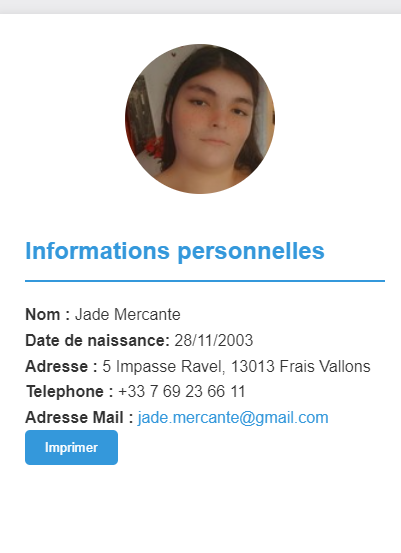 Informations personnelles
Nom : Jade Mercante
Date de naissance: 28/11/2003
Adresse : 5 Impasse Ravel, 13013 Frais Vallons
Telephone : +33 7 69 23 66 11
Adresse Mail : jade.mercante@gmail.com
Imprimer